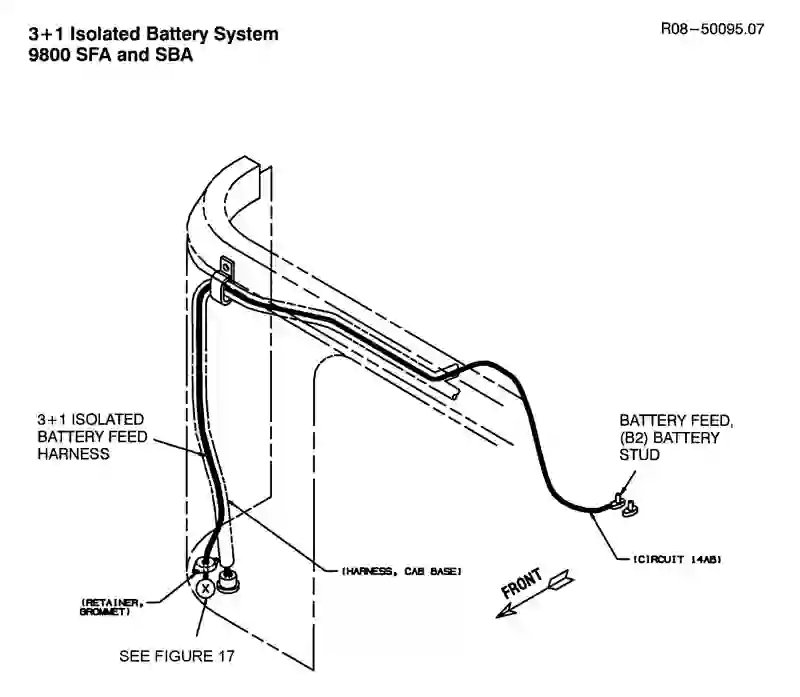 3+1 Isolated Battery System
9800 SFA and SBA
R08-50095.07
3+1 ISOLATED
BATTERY FEED
HARNESS
BATTERY FEED,
(B2) BATTERY
STUD
(CIRCUIT 14AB)
(HARNESS, CAB BASE)
FRONT
(RETAINER,
GROMMET)
X
SEE FIGURE 17